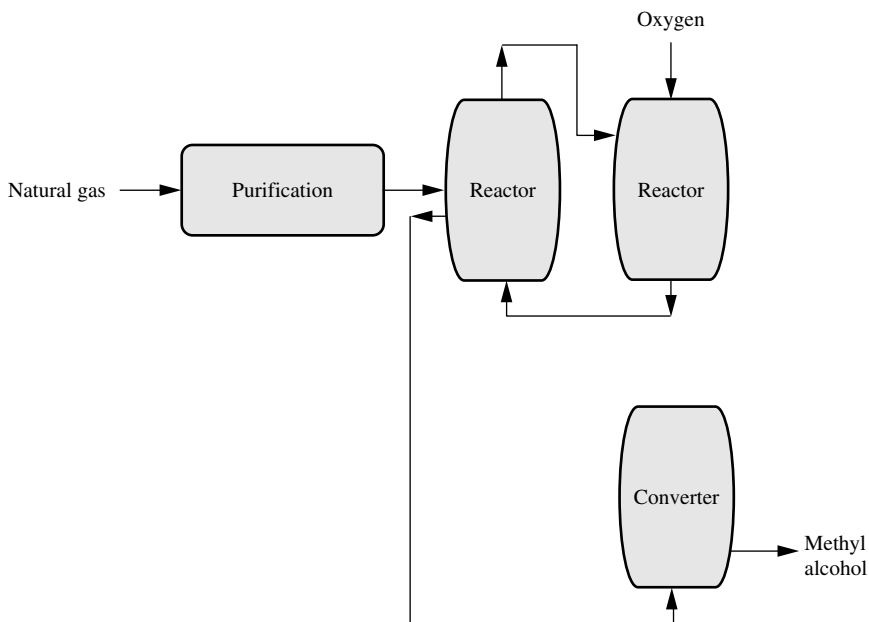 Oxygen
Natural gas
Purification
Reactor
Reactor
Converter
Methyl
alcohol